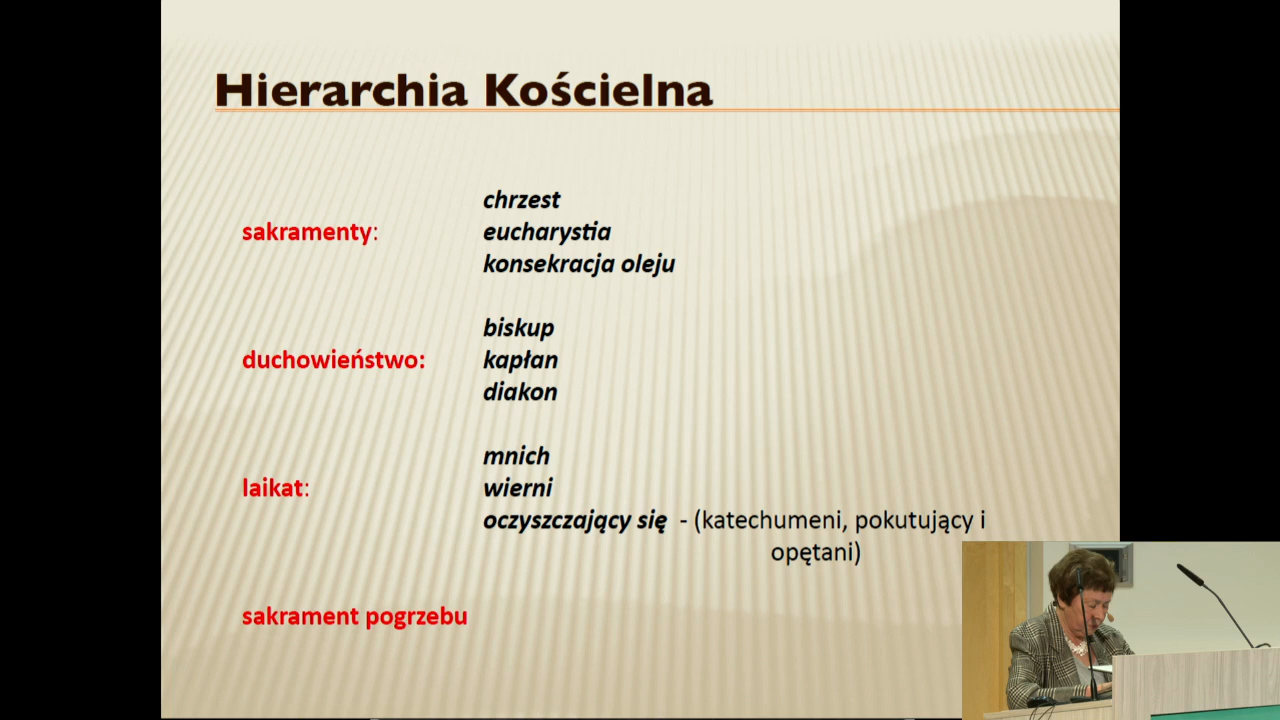 Hierarchia Kościelna
chrzest
sakramenty: eucharystia
konsekracja oleju
biskup
duchowieństwo: kapłan
diakon
mnich
laikat: wierni
oczyszczający się - (katechumeni, pokutujący i
opętani)
sakrament pogrzebu